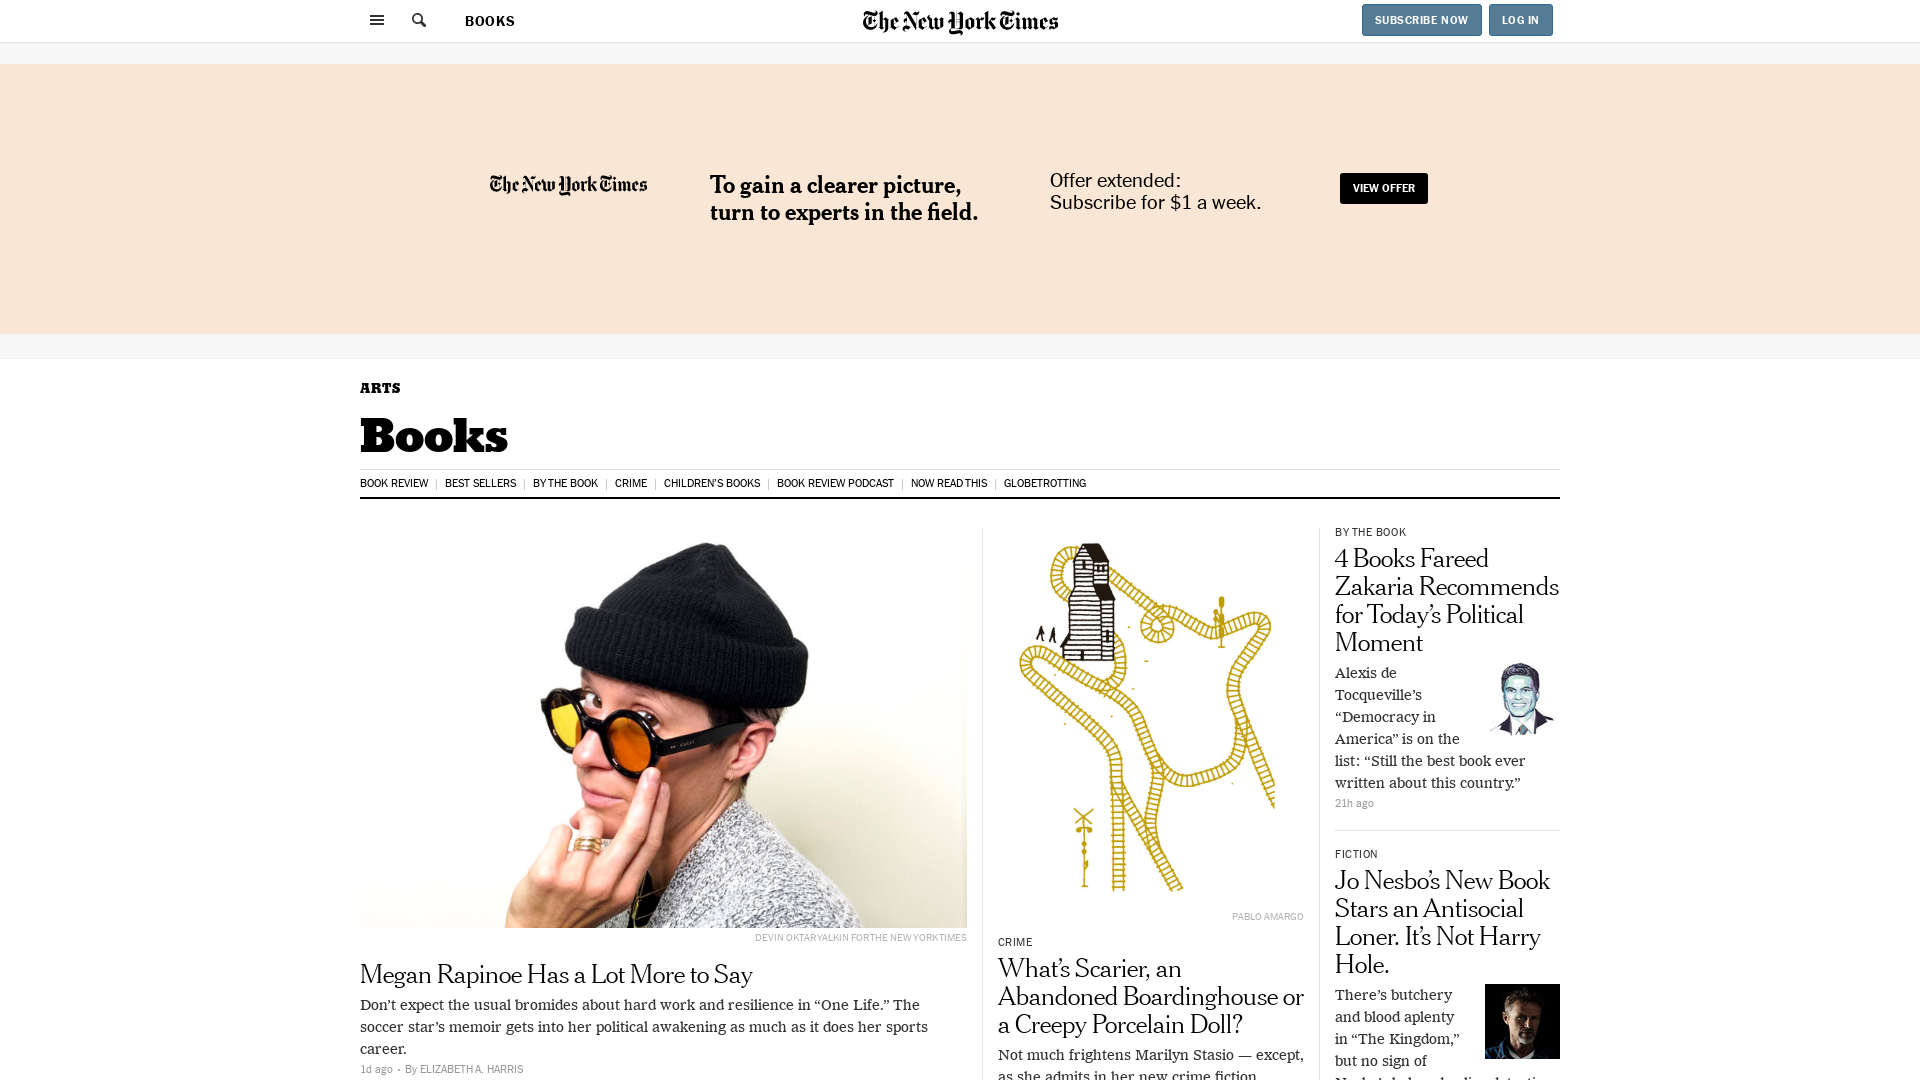 BOOKS
The New York Times
SUBSCRIBE NOW
LOG IN
The New York Times
To gain a clearer picture,
turn to experts in the field.
Offer extended:
Subscribe for $1 a week.
VIEW OFFER
ARTS
Books
BOOK REVIEW
BEST SELLERS
BY THE BOOK
CRIME
CHILDREN'S BOOKS
BOOK REVIEW PODCAST
NOW READ THIS
GLOBETROTTING
DEVIN OKTAR YALKIN FOR THE NEW YORK TIMES
Megan Rapinoe Has a Lot More to Say
Don’t expect the usual bromides about hard work and resilience in “One Life.” The
soccer star’s memoir gets into her political awakening as much as it does her sports
career.
1d ago • By ELIZABETH A. HARRIS
PABLO AMARGO
CRIME
What’s Scarier, an
Abandoned Boardinghouse or
a Creepy Porcelain Doll?
Not much frightens Marilyn Stasio — except,
as she admits in her new crime fiction
BY THE BOOK
4 Books Fareed
Zakaria Recommends
for Today’s Political
Moment
Alexis de
Tocqueville’s
“Democracy in
America” is on the
list: “Still the best book ever
written about this country.”
21h ago
FICTION
Jo Nesbo’s New Book
Stars an Antisocial
Loner. It’s Not Harry
Hole.
There’s butchery
and blood aplenty
in “The Kingdom,”
but no sign of